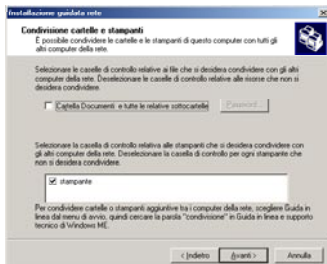 Installazione guidata rete
Condivisione cartelle e stampanti
È possibile condividere le cartelle e le stampanti di questo computer con tutti gli
altri computer della rete.
Selezionare le caselle di controllo relative ai file che si desidera condividere con gli altri
computer della rete. Deselezionare le caselle di controllo relative alle risorse che non si
desidera condividere.
Cartella Documenti e tutte le relative sottocartelle
Password...
Selezionare la casella di controllo relativa alle stampanti che si desidera condividere con
gli altri computer della rete. Deselezionare la casella di controllo per ogni stampante che
non si desidera condividere.
stampante
Per condividere cartelle o stampanti aggiuntive tra i computer della rete, scegliere Guida in
linea dal menu di avvio, quindi cercare la parola "condivisione" in Guida in linea e supporto
tecnico di Windows ME.
< Indietro
Avanti >
Annulla